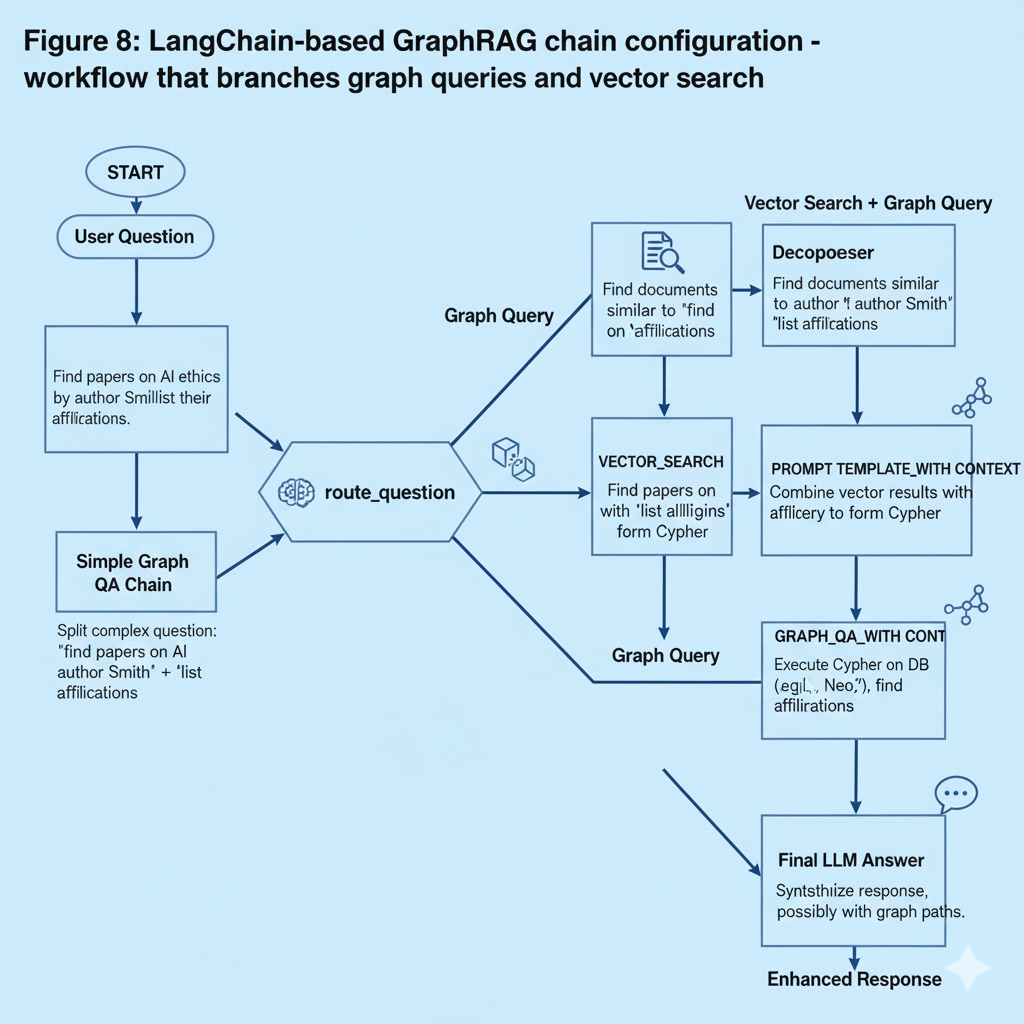 Figure 8: LangChain-based GraphRAG chain configuration -
workflow that branches graph queries and vector search
START
User Question
Find papers on AI ethics
by author Smillist their
affilications.
Simple Graph
QA Chain
Split complex question:
"find papers on AI
author Smith" + 'list
affilications
route_question
Graph Query
Find documents
similar to "find
on 'affilications
VECTOR_SEARCH
Find papers on
with 'list allligins'
form Cypher
Graph Query
Vector Search + Graph Query
Decopoeser
Find documents similar
to author author Smith"
"list affilications
PROMPT TEMPLATE_WITH CONTEXT
Combine vector results with
affilicery to form Cypher
GRAPH_QA_WITH CONT
Execute Cypher on DB
find
affilirations
Final LLM Answer
Syntsthuize response,
possibly with graph paths.
Enhanced Response